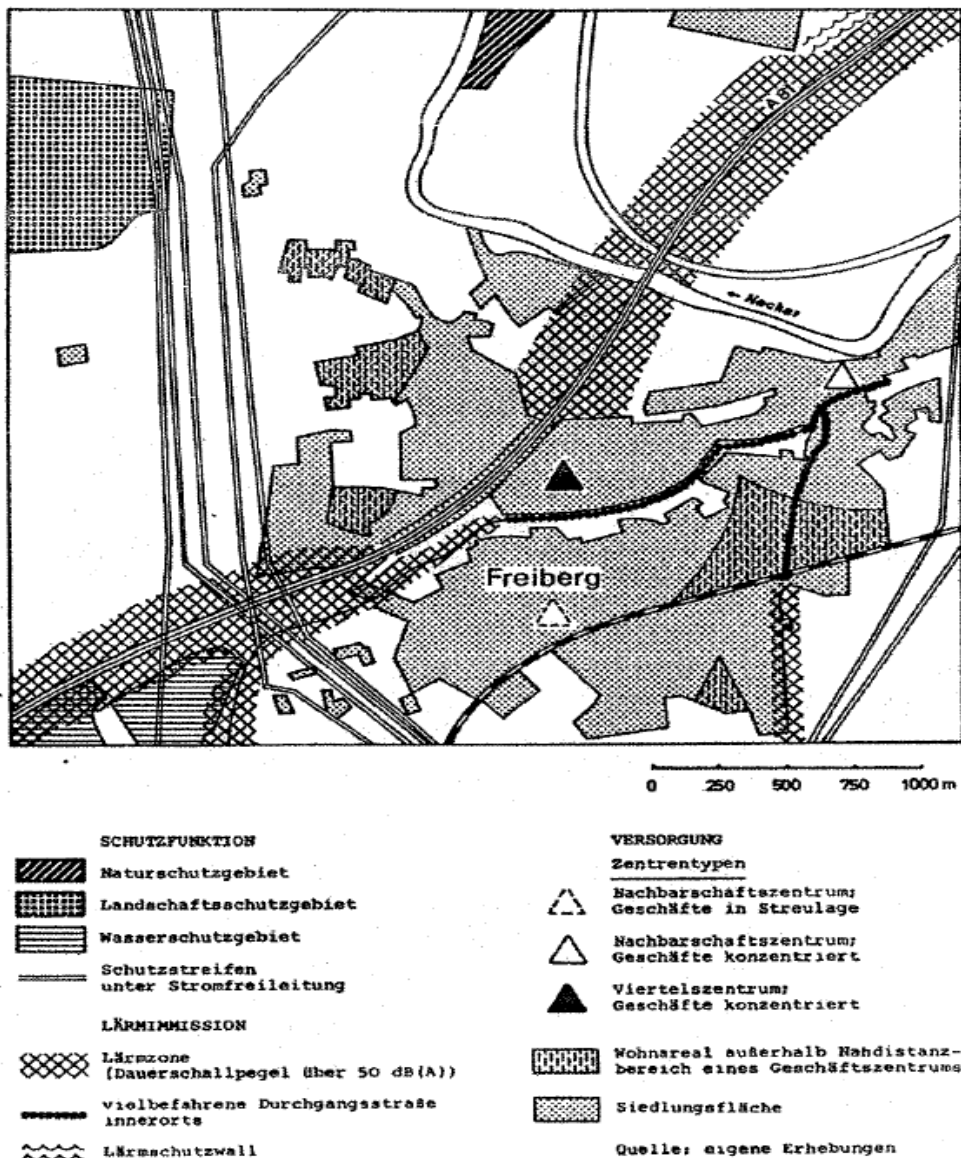 A 81
← Neckar
Freiberg
0 250 500 750 1000 m
SCHUTZFUNKTION
Naturschutzgebiet
Landschaftsschutzgebiet
Wasserschutzgebiet
Schutzstreifen
unter Stromfreileitung
LÄRMIMMISSION
Lärmzone
(Dauerschallpegel über 50 dB(A))
vielbefahrene Durchgangsstraße
innerorts
Lärmschutzwall
VERSORGUNG
Zentrentypen
Nachbarschaftszentrum;
Geschäfte in Streulage
Nachbarschaftszentrum;
Geschäfte konzentriert
Viertelszentrum;
Geschäfte konzentriert
Wohnareal außerhalb Nahdistanz-
bereich eines Geschäftszentrums
Siedlungsfläche
Quelle: eigene Erhebungen